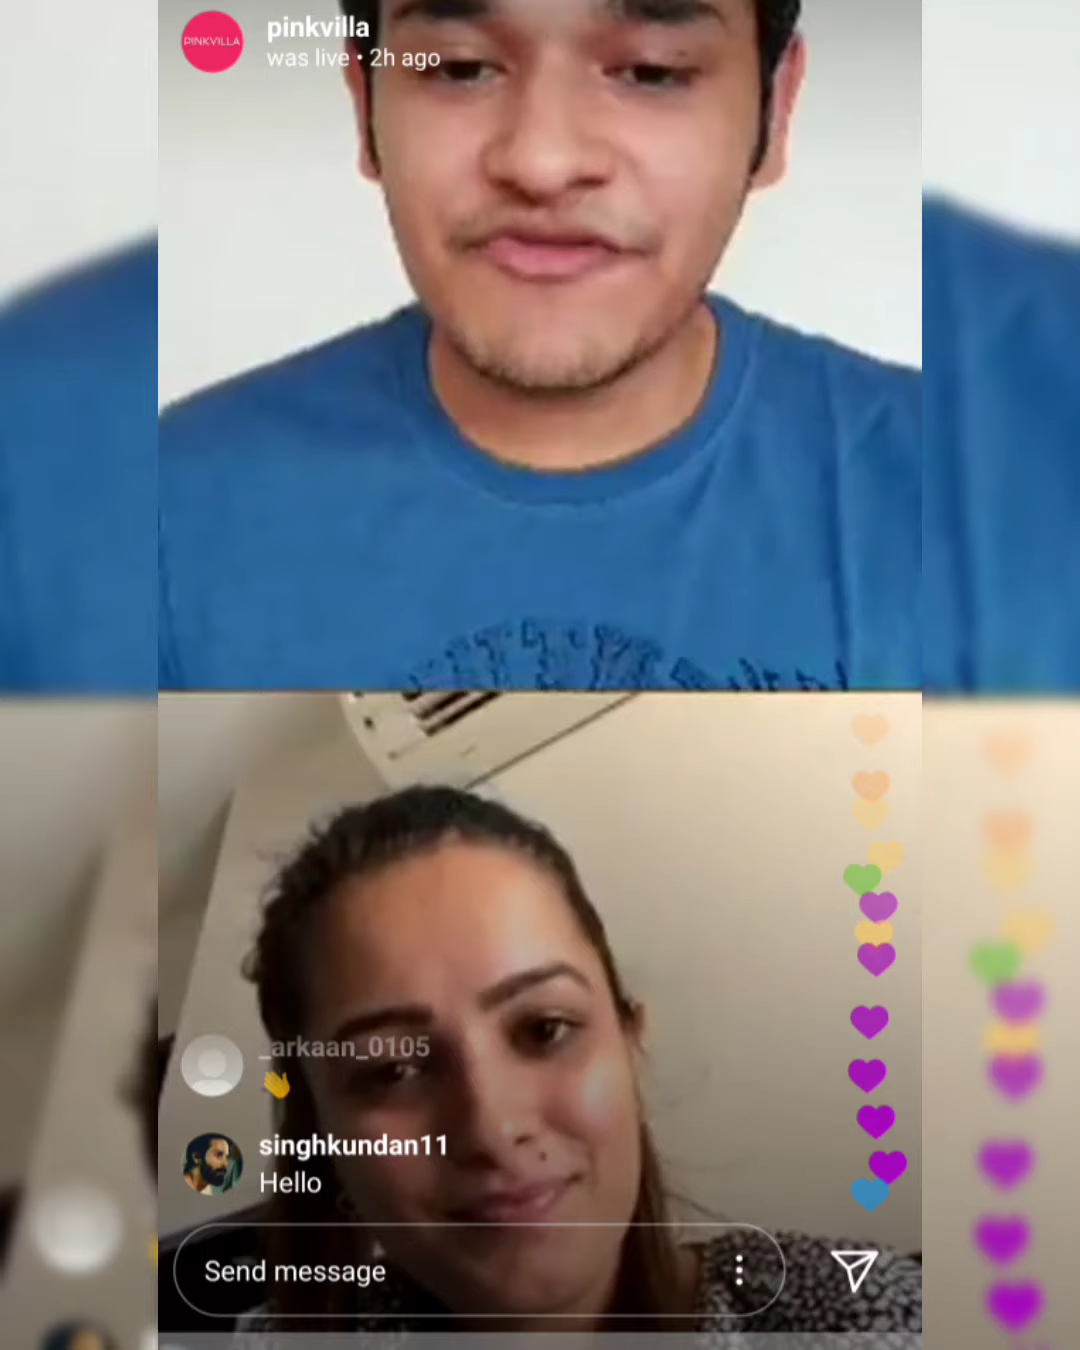 PINKVILLA
pinkvilla
was live • 2h ago
_arkaan_0105
👋
singhkundan11
Hello
Send message